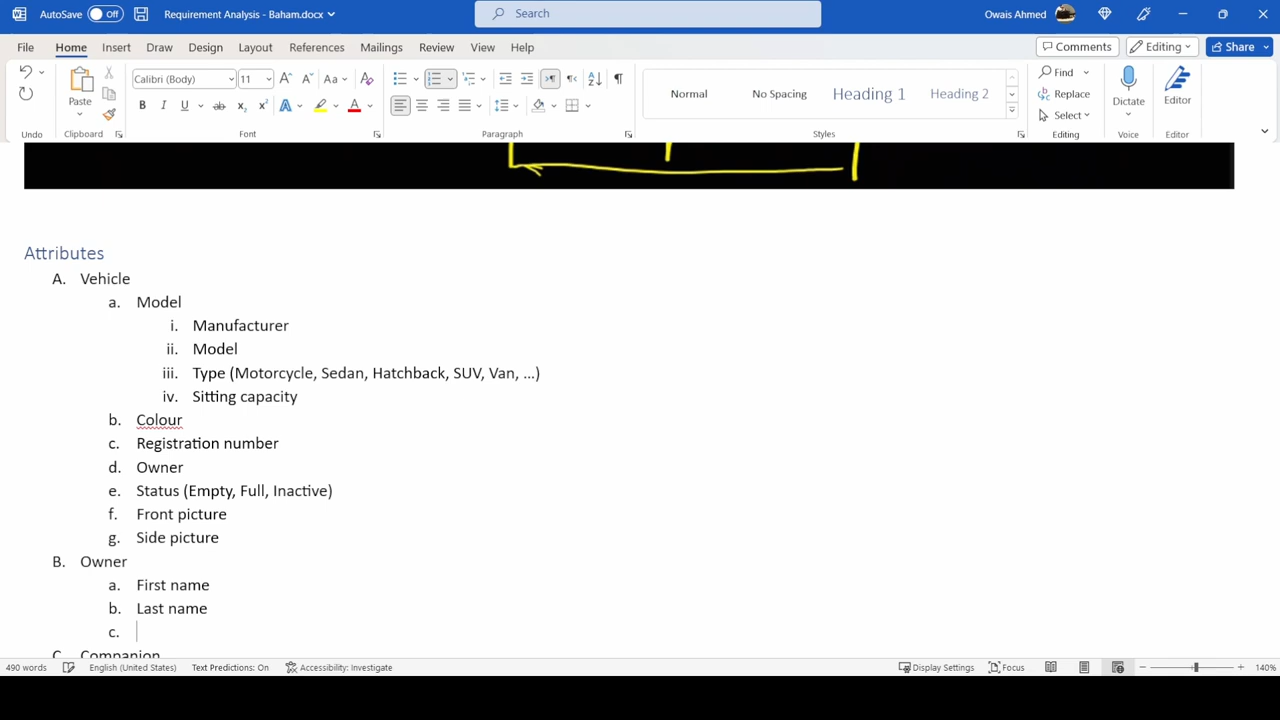 AutoSave Off Requirement Analysis - Baham.docx Search Owais Ahmed
File Home Insert Draw Design Layout References Mailings Review View Help Comments Editing Share
Calibri (Body) 11 Aa Normal No Spacing Heading 1 Heading 2 Find
Paste Replace Dictate Editor
Select
Undo Clipboard Font Paragraph Styles Editing Voice Editor
Attributes
A. Vehicle
a. Model
i. Manufacturer
ii. Model
iii. Type (Motorcycle, Sedan, Hatchback, SUV, Van, ...)
iv. Sitting capacity
b. Colour
c. Registration number
d. Owner
e. Status (Empty, Full, Inactive)
f. Front picture
g. Side picture
B. Owner
a. First name
b. Last name
c.
C. Companion
490 words English (United States) Text Predictions: On Accessibility: Investigate Display Settings Focus 140%